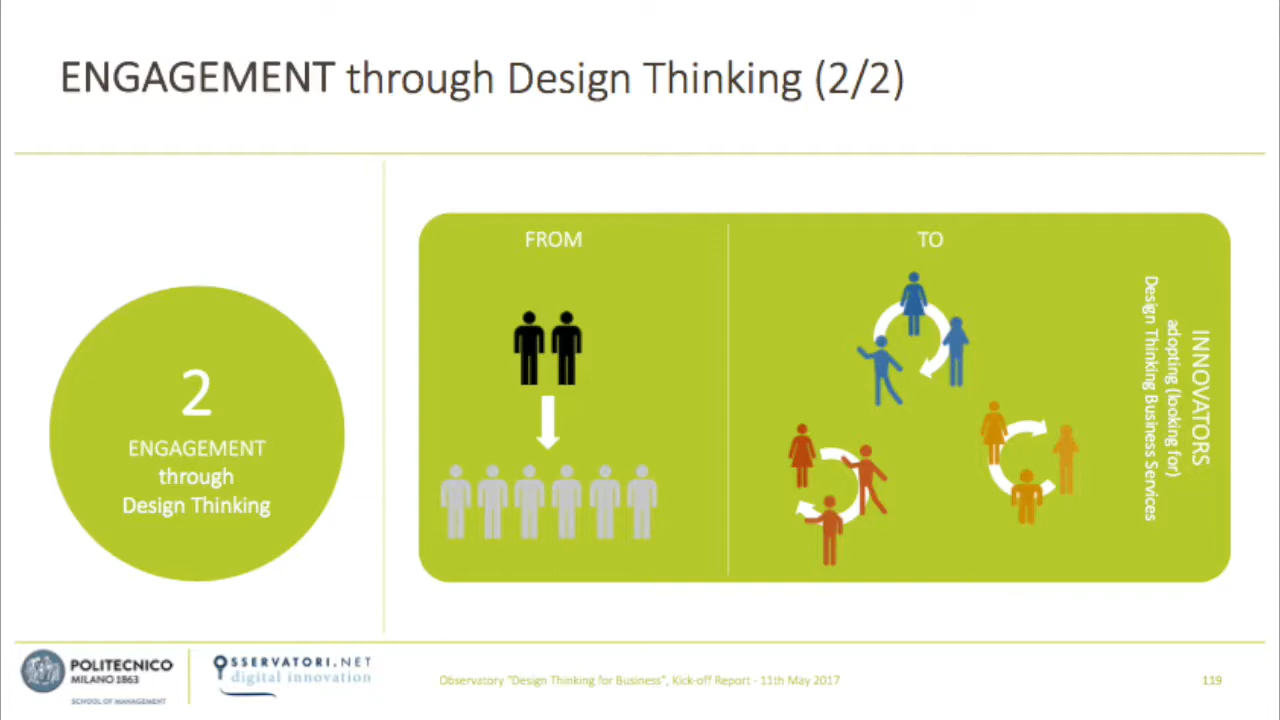 ENGAGEMENT through Design Thinking (2/2)
2
ENGAGEMENT
through
Design Thinking
FROM
TO
INNOVATORS
adopting (looking for)
Design Thinking Business Services
POLITECNICO
MILANO 1863
SCHOOL OF MANAGEMENT
OSSERVATORI.NET
digital innovation
Observatory "Design Thinking for Business", Kick-off Report - 11th May 2017
119